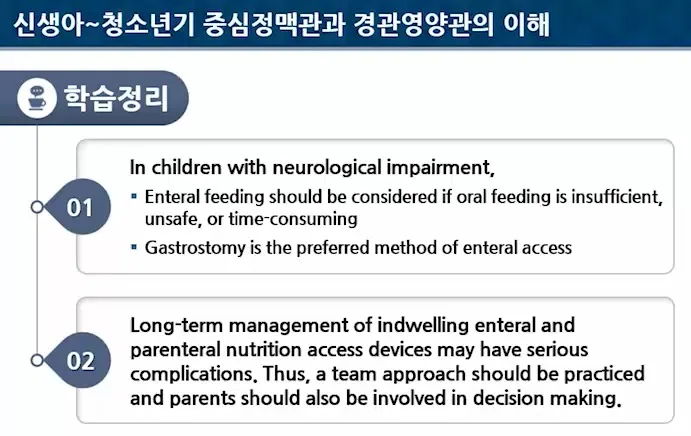 신생아~청소년기 중심정맥관과 경관영양관의 이해
학습정리
01
In children with neurological impairment,
▪ Enteral feeding should be considered if oral feeding is insufficient,
unsafe, or time-consuming
▪ Gastrostomy is the preferred method of enteral access
02
Long-term management of indwelling enteral and
parenteral nutrition access devices may have serious
complications. Thus, a team approach should be practiced
and parents should also be involved in decision making.